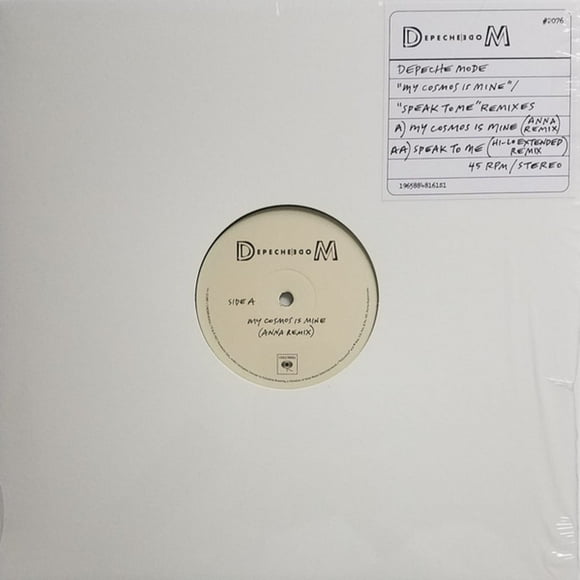 #2076
DEPECHE MODE
DEPECHE MODE
"MY COSMOS IS MINE"/
"SPEAK TO ME" REMIXES
A) MY COSMOS IS MINE (ANNA REMIX)
AA) SPEAK TO ME (HI-LO EXTENDED REMIX)
45 RPM/STEREO
DEPECHE MODE
SIDE A
MY COSMOS IS MINE
(ANNA REMIX)